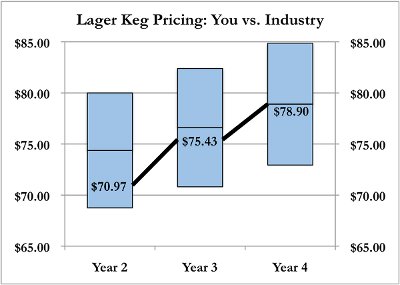 Lager Keg Pricing: You vs. Industry
$85.00 $85.00
$80.00 $80.00
$78.90
$75.00 $75.43 $75.00
$70.97
$70.00 $70.00
$65.00 $65.00
Year 2 Year 3 Year 4